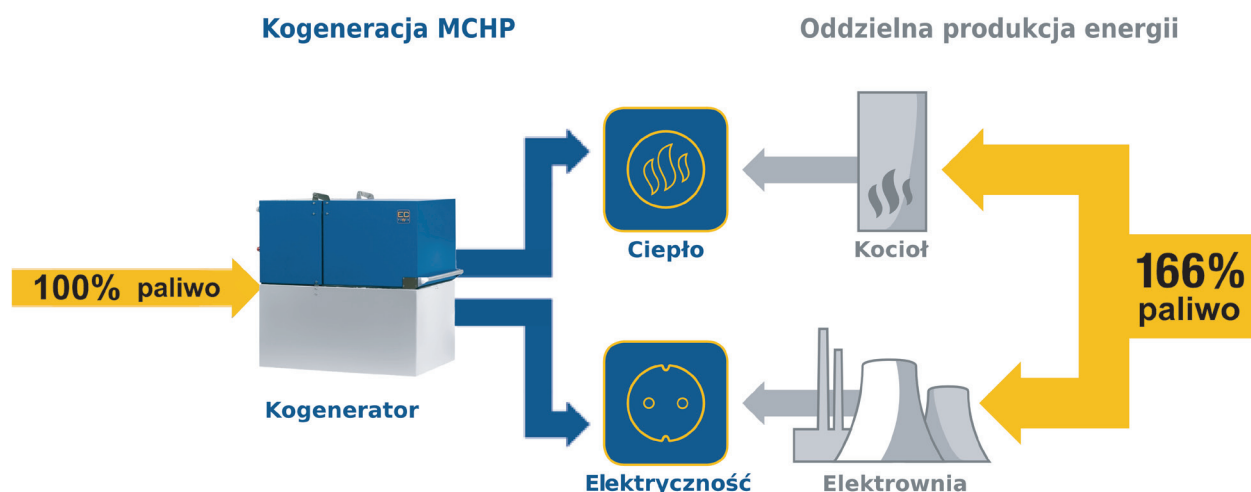 Kogeneracja MCHP
Oddzielna produkcja energii
Ciepło
Kocioł
100% paliwo
166%
paliwo
Kogenerator
Elektryczność
Elektrownia